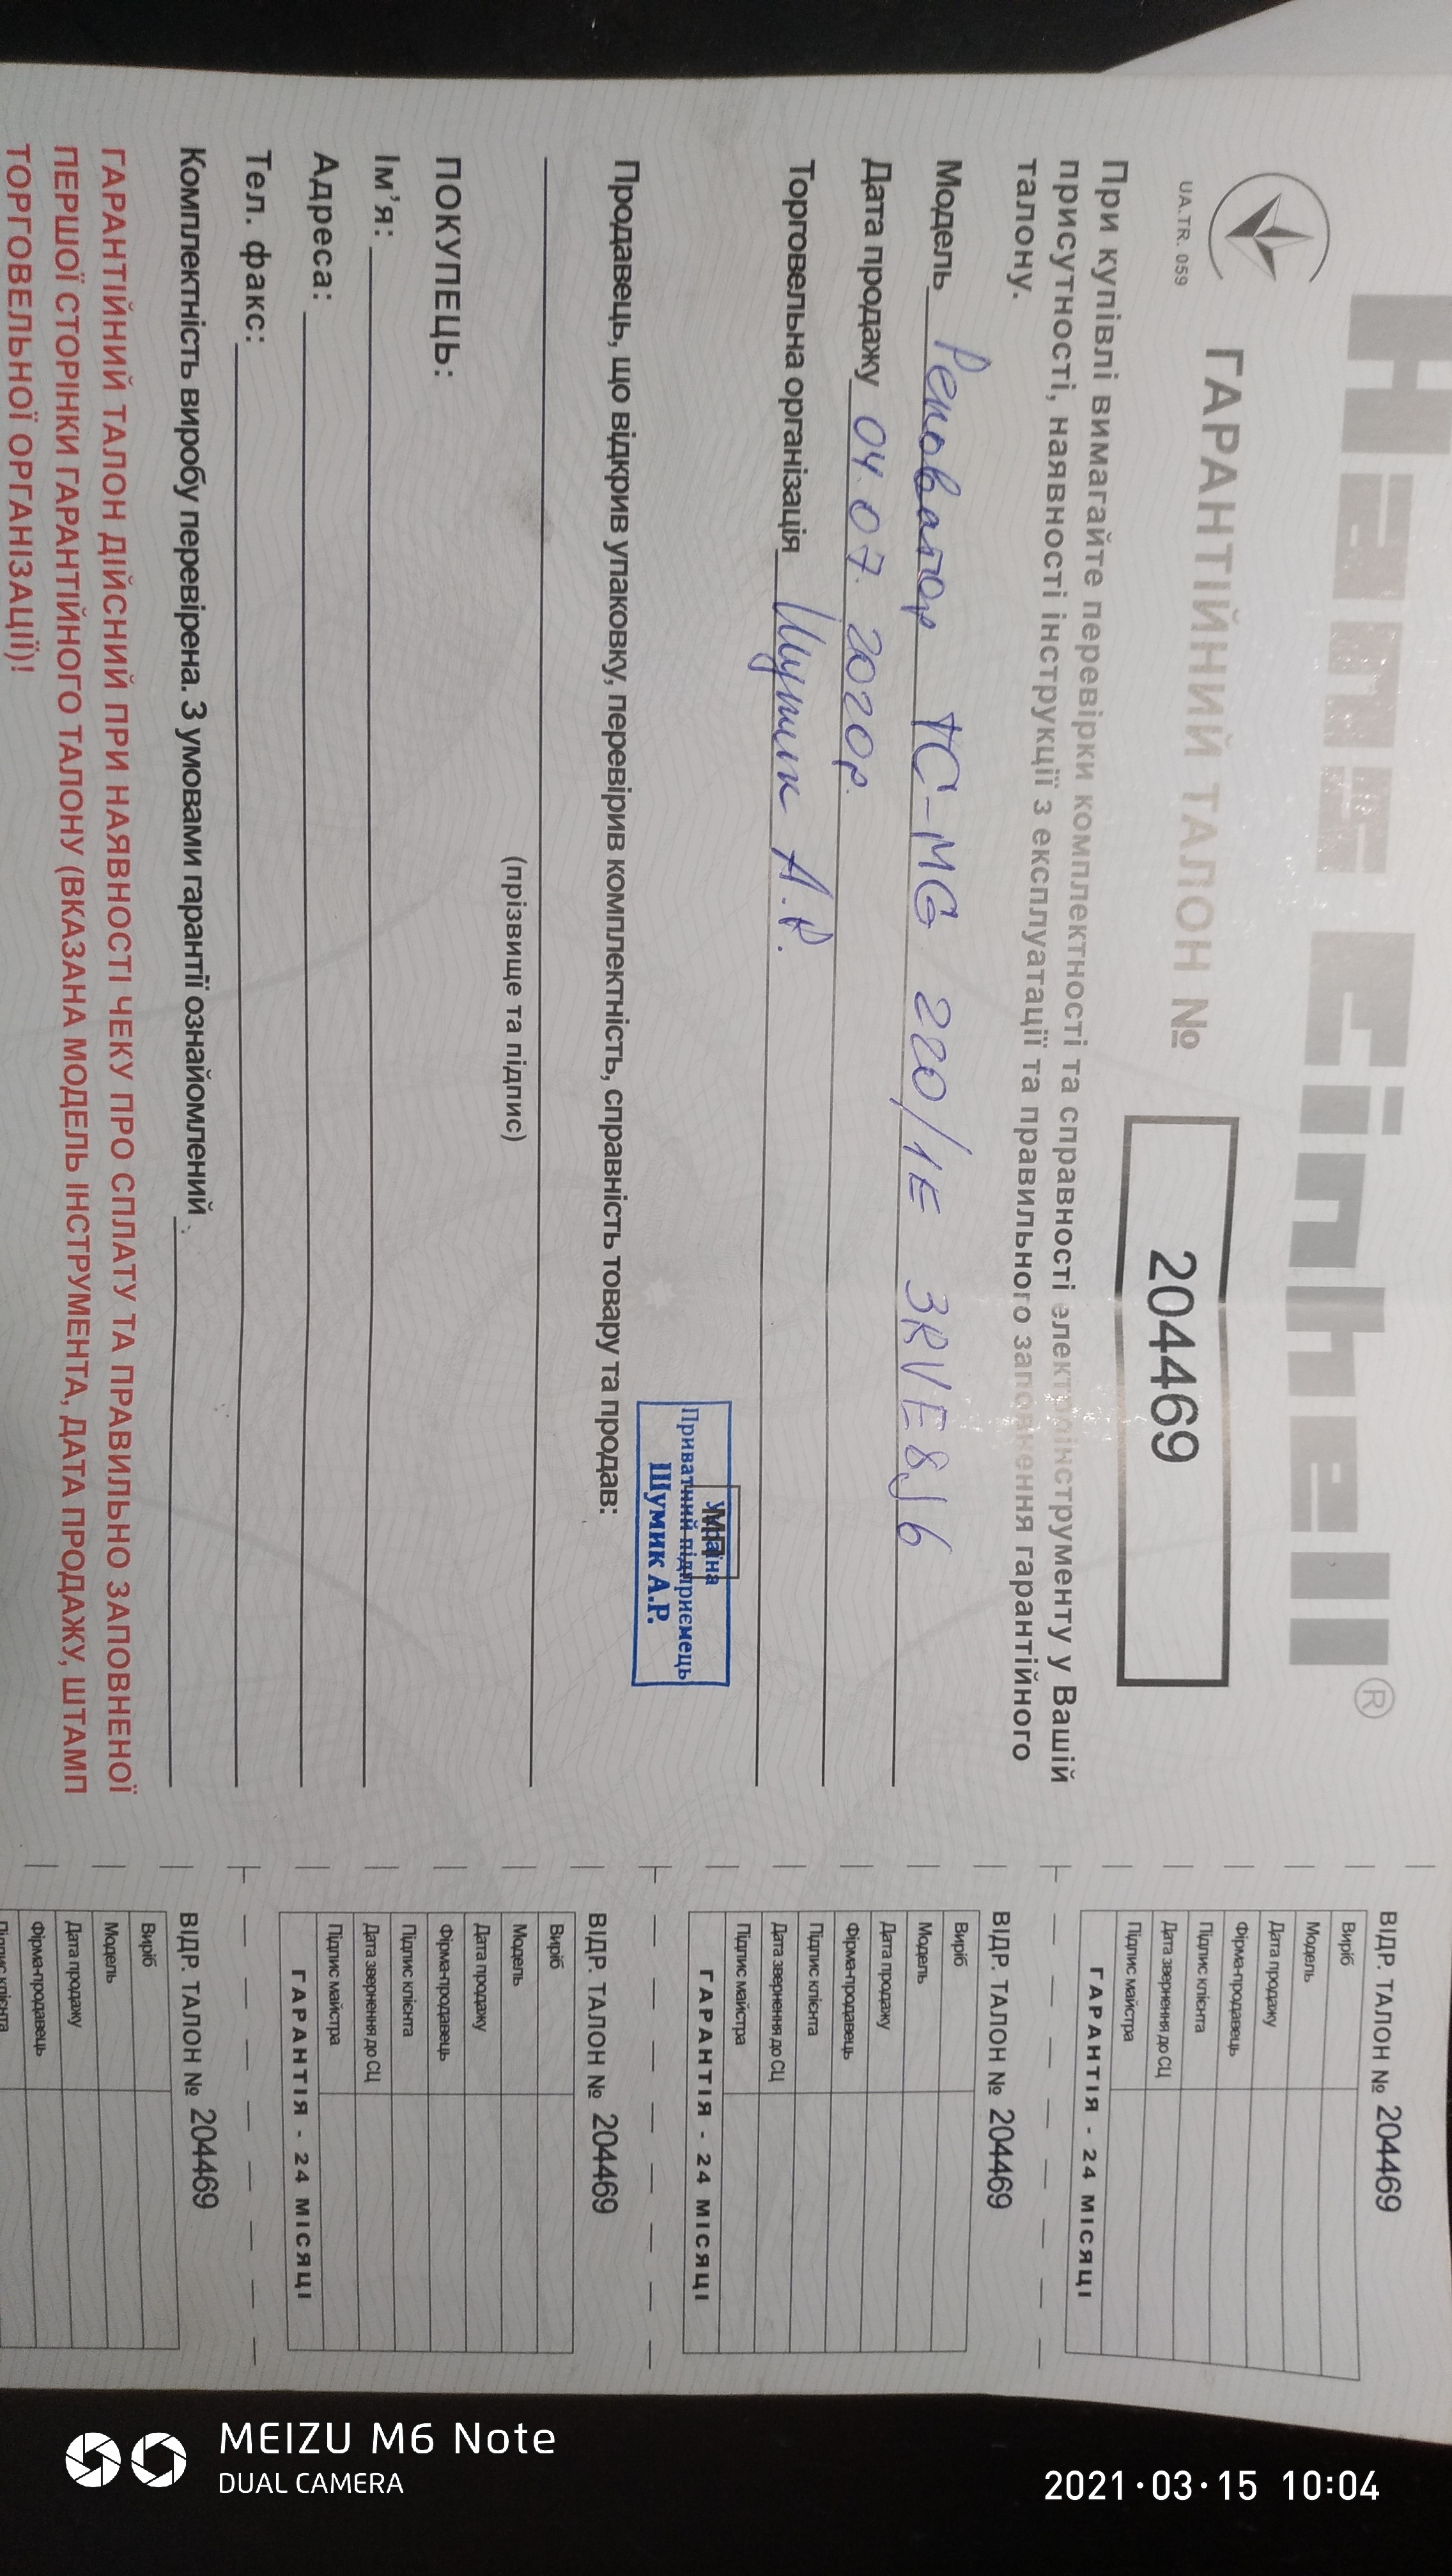 Hans Einhell ®
UA.TR. 059
ГАРАНТІЙНИЙ ТАЛОН № 204469
При купівлі вимагайте перевірки комплектності та справності електроінструменту у Вашій
присутності, наявності інструкції з експлуатації та правильного заповнення гарантійного
талону.
Модель Реноватор TC-MG 220/1E 3RVE8J6
Дата продажу 04.07.2020р.
Торговельна організація Шумик А.Р.
Україна
МП
Приватний підприємець
Шумик А.Р.
Продавець, що відкрив упаковку, перевірив комплектність, справність товару та продав:
(прізвище та підпис)
ПОКУПЕЦЬ:
Ім’я:
Адреса:
Тел. факс:
Комплектність виробу перевірена. З умовами гарантії ознайомлений
ГАРАНТІЙНИЙ ТАЛОН ДІЙСНИЙ ПРИ НАЯВНОСТІ ЧЕКУ ПРО СПЛАТУ ТА ПРАВИЛЬНО ЗАПОВНЕНОЇ
ПЕРШОЇ СТОРІНКИ ГАРАНТІЙНОГО ТАЛОНУ (ВКАЗАНА МОДЕЛЬ ІНСТРУМЕНТА, ДАТА ПРОДАЖУ, ШТАМП
ТОРГОВЕЛЬНОЇ ОРГАНІЗАЦІЇ)!
ВІДР. ТАЛОН № 204469
Виріб
Модель
Дата продажу
Фірма-продавець
Підпис клієнта
Дата звернення до СЦ
Підпис майстра
ГАРАНТІЯ - 24 МІСЯЦІ
ВІДР. ТАЛОН № 204469
Виріб
Модель
Дата продажу
Фірма-продавець
Підпис клієнта
Дата звернення до СЦ
Підпис майстра
ГАРАНТІЯ - 24 МІСЯЦІ
ВІДР. ТАЛОН № 204469
Виріб
Модель
Дата продажу
Фірма-продавець
Підпис клієнта
Дата звернення до СЦ
Підпис майстра
ГАРАНТІЯ - 24 МІСЯЦІ
ВІДР. ТАЛОН № 204469
Виріб
Модель
Дата продажу
Фірма-продавець
Підпис клієнта
MEIZU M6 Note
DUAL CAMERA
2021·03·15 10:04